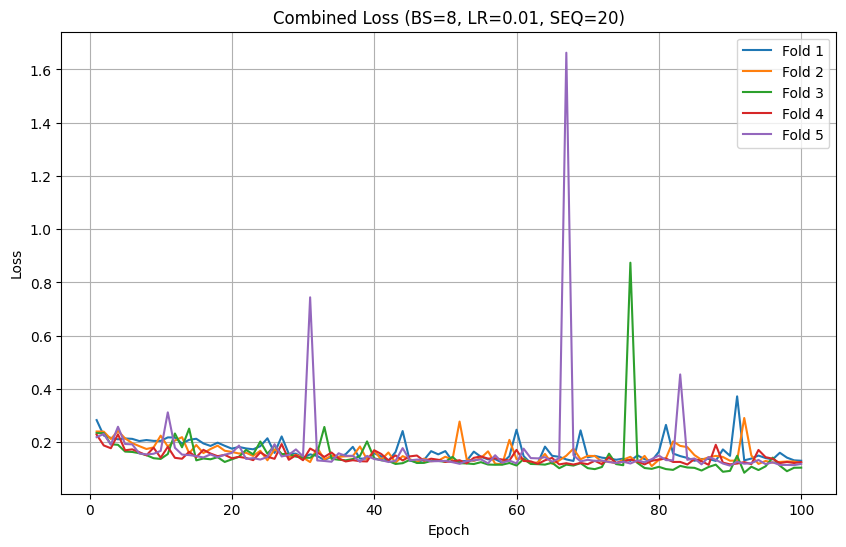 Combined Loss (BS=8, LR=0.01, SEQ=20)
Fold 1
Fold 2
Fold 3
Fold 4
Fold 5
Loss
1.6
1.4
1.2
1.0
0.8
0.6
0.4
0.2
0 20 40 60 80 100
Epoch